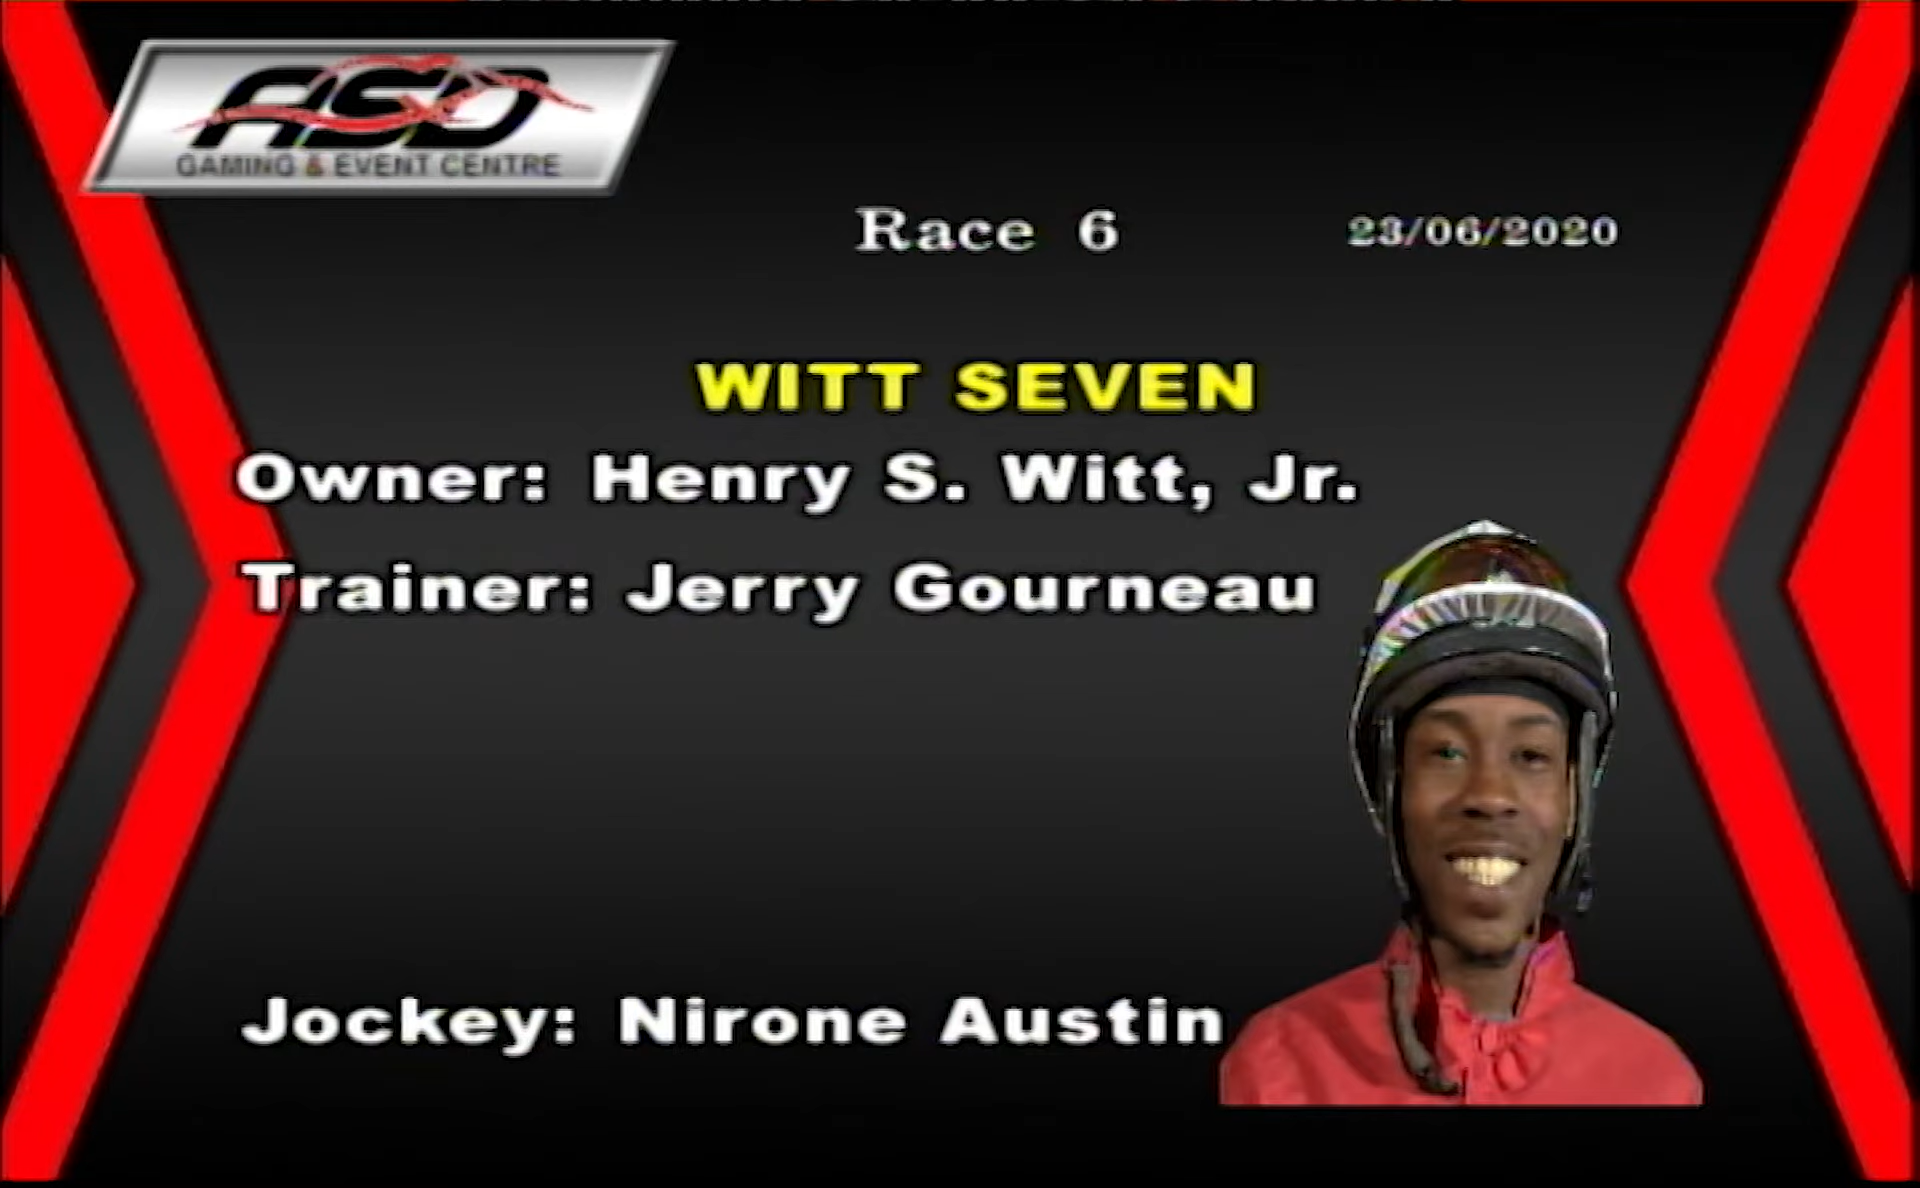 ASD
GAMING & EVENT CENTRE
Race 6 23/06/2020
WITT SEVEN
Owner: Henry S. Witt, Jr.
Trainer: Jerry Gourneau
Jockey: Nirone Austin